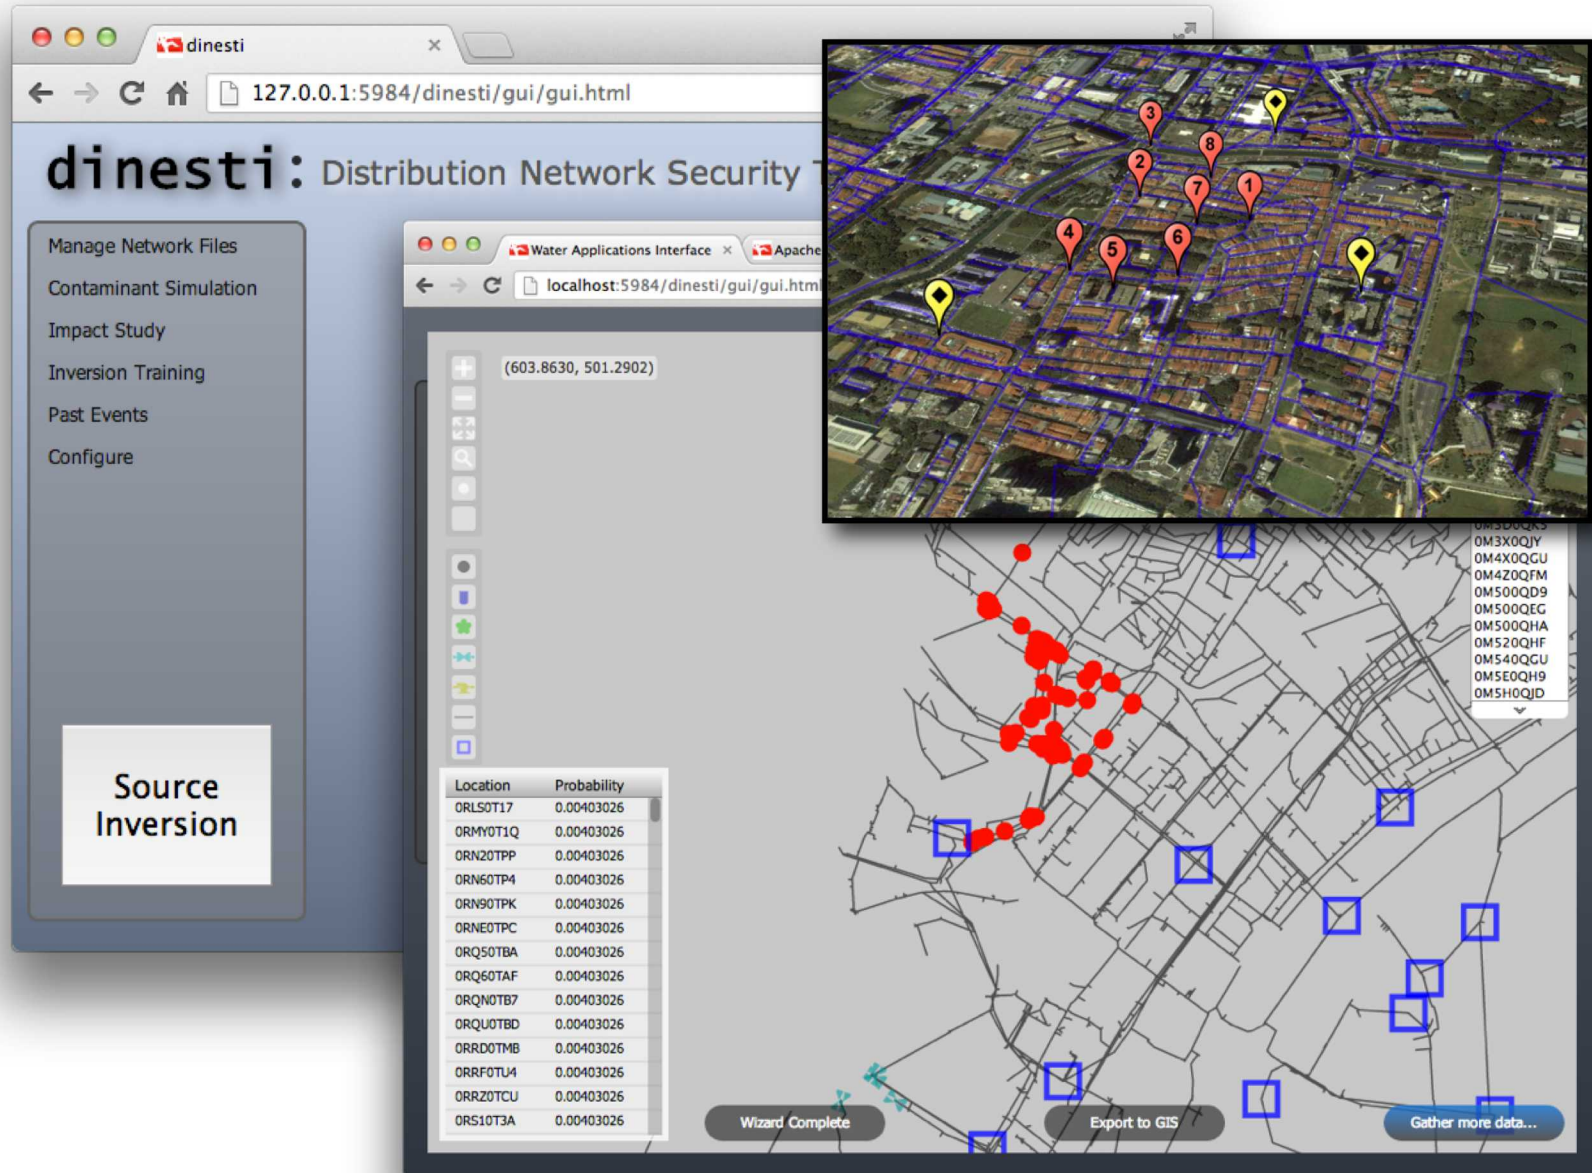 dinesti
127.0.0.1:5984/dinesti/gui/gui.html
dinesti: Distribution Network Security
Manage Network Files
Contaminant Simulation
Impact Study
Inversion Training
Past Events
Configure
Source
Inversion
Water Applications Interface
Apache
localhost:5984/dinesti/gui/gui.html
(603.8630, 501.2902)
3
8
2
7
1
4
5
6
0M3D0QKS
0M3X0QJY
0M4X0QGU
0M4Z0QFM
0M500QD9
0M500QEG
0M500QHA
0M520QHF
0M540QGU
0M5E0QH9
0M5H0QJD
Location Probability
0RLS0T17 0.00403026
0RMY0T1Q 0.00403026
0RN20TPP 0.00403026
0RN60TP4 0.00403026
0RN90TPK 0.00403026
0RNE0TPC 0.00403026
0RQ50TBA 0.00403026
0RQ60TAF 0.00403026
0RQN0TB7 0.00403026
0RQU0TBD 0.00403026
0RRD0TMB 0.00403026
0RRF0TU4 0.00403026
0RRZ0TCU 0.00403026
0RS10T3A 0.00403026
Wizard Complete
Export to GIS
Gather more data...